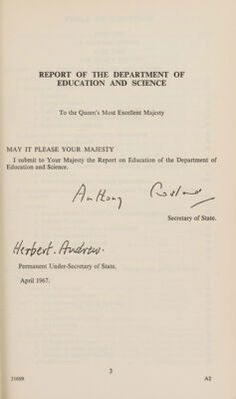 REPORT OF THE DEPARTMENT OF
EDUCATION AND SCIENCE
To the Queen's Most Excellent Majesty
MAY IT PLEASE YOUR MAJESTY
I submit to Your Majesty the Report on Education of the Department of
Education and Science.
Anthony Crosland
Secretary of State.
Herbert. Andrew.
Permanent Under-Secretary of State.
April 1967.
3
A2